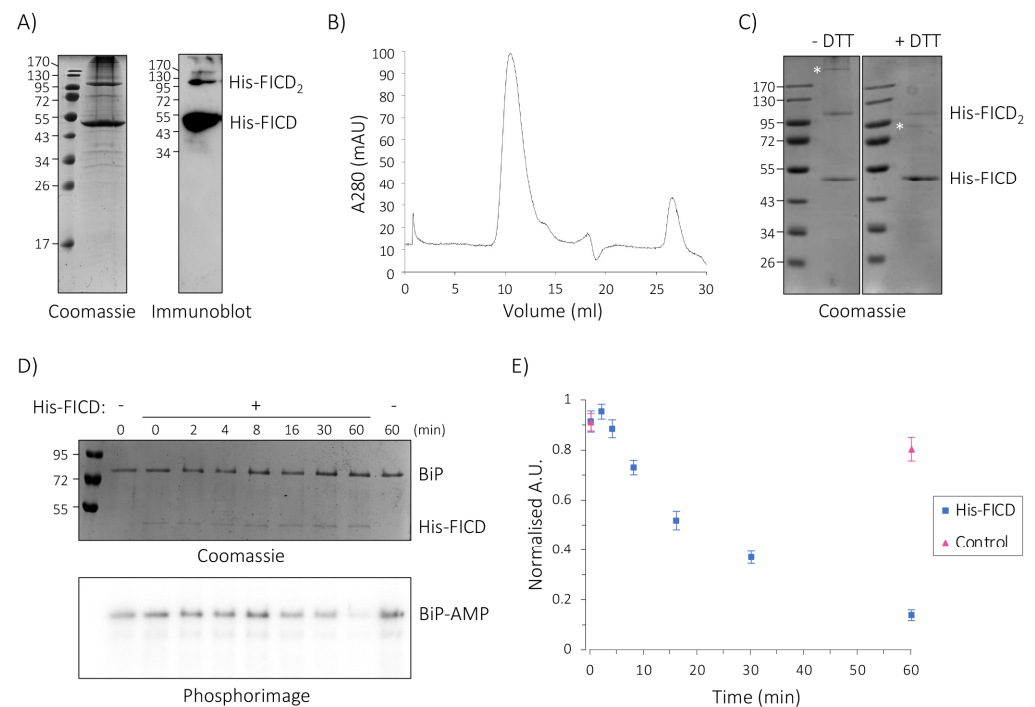 A)
170
130
95
72
55
43
34
26
17
Coomassie
170
130
95
72
55
43
34
His-FICD2
His-FICD
Immunoblot
B)
A280 (mAU)
100
90
80
70
60
50
40
30
20
10
0
0 5 10 15 20 25 30
Volume (ml)
C)
- DTT + DTT
170
130
95
72
55
43
34
26
*
*
His-FICD2
His-FICD
Coomassie
D)
His-FICD: - + -
0 0 2 4 8 16 30 60 60 (min)
95
72
55
BiP
His-FICD
Coomassie
BiP-AMP
Phosphorimage
E)
Normalised A.U.
1
0.8
0.6
0.4
0.2
0
0 10 20 30 40 50 60
Time (min)
His-FICD
Control